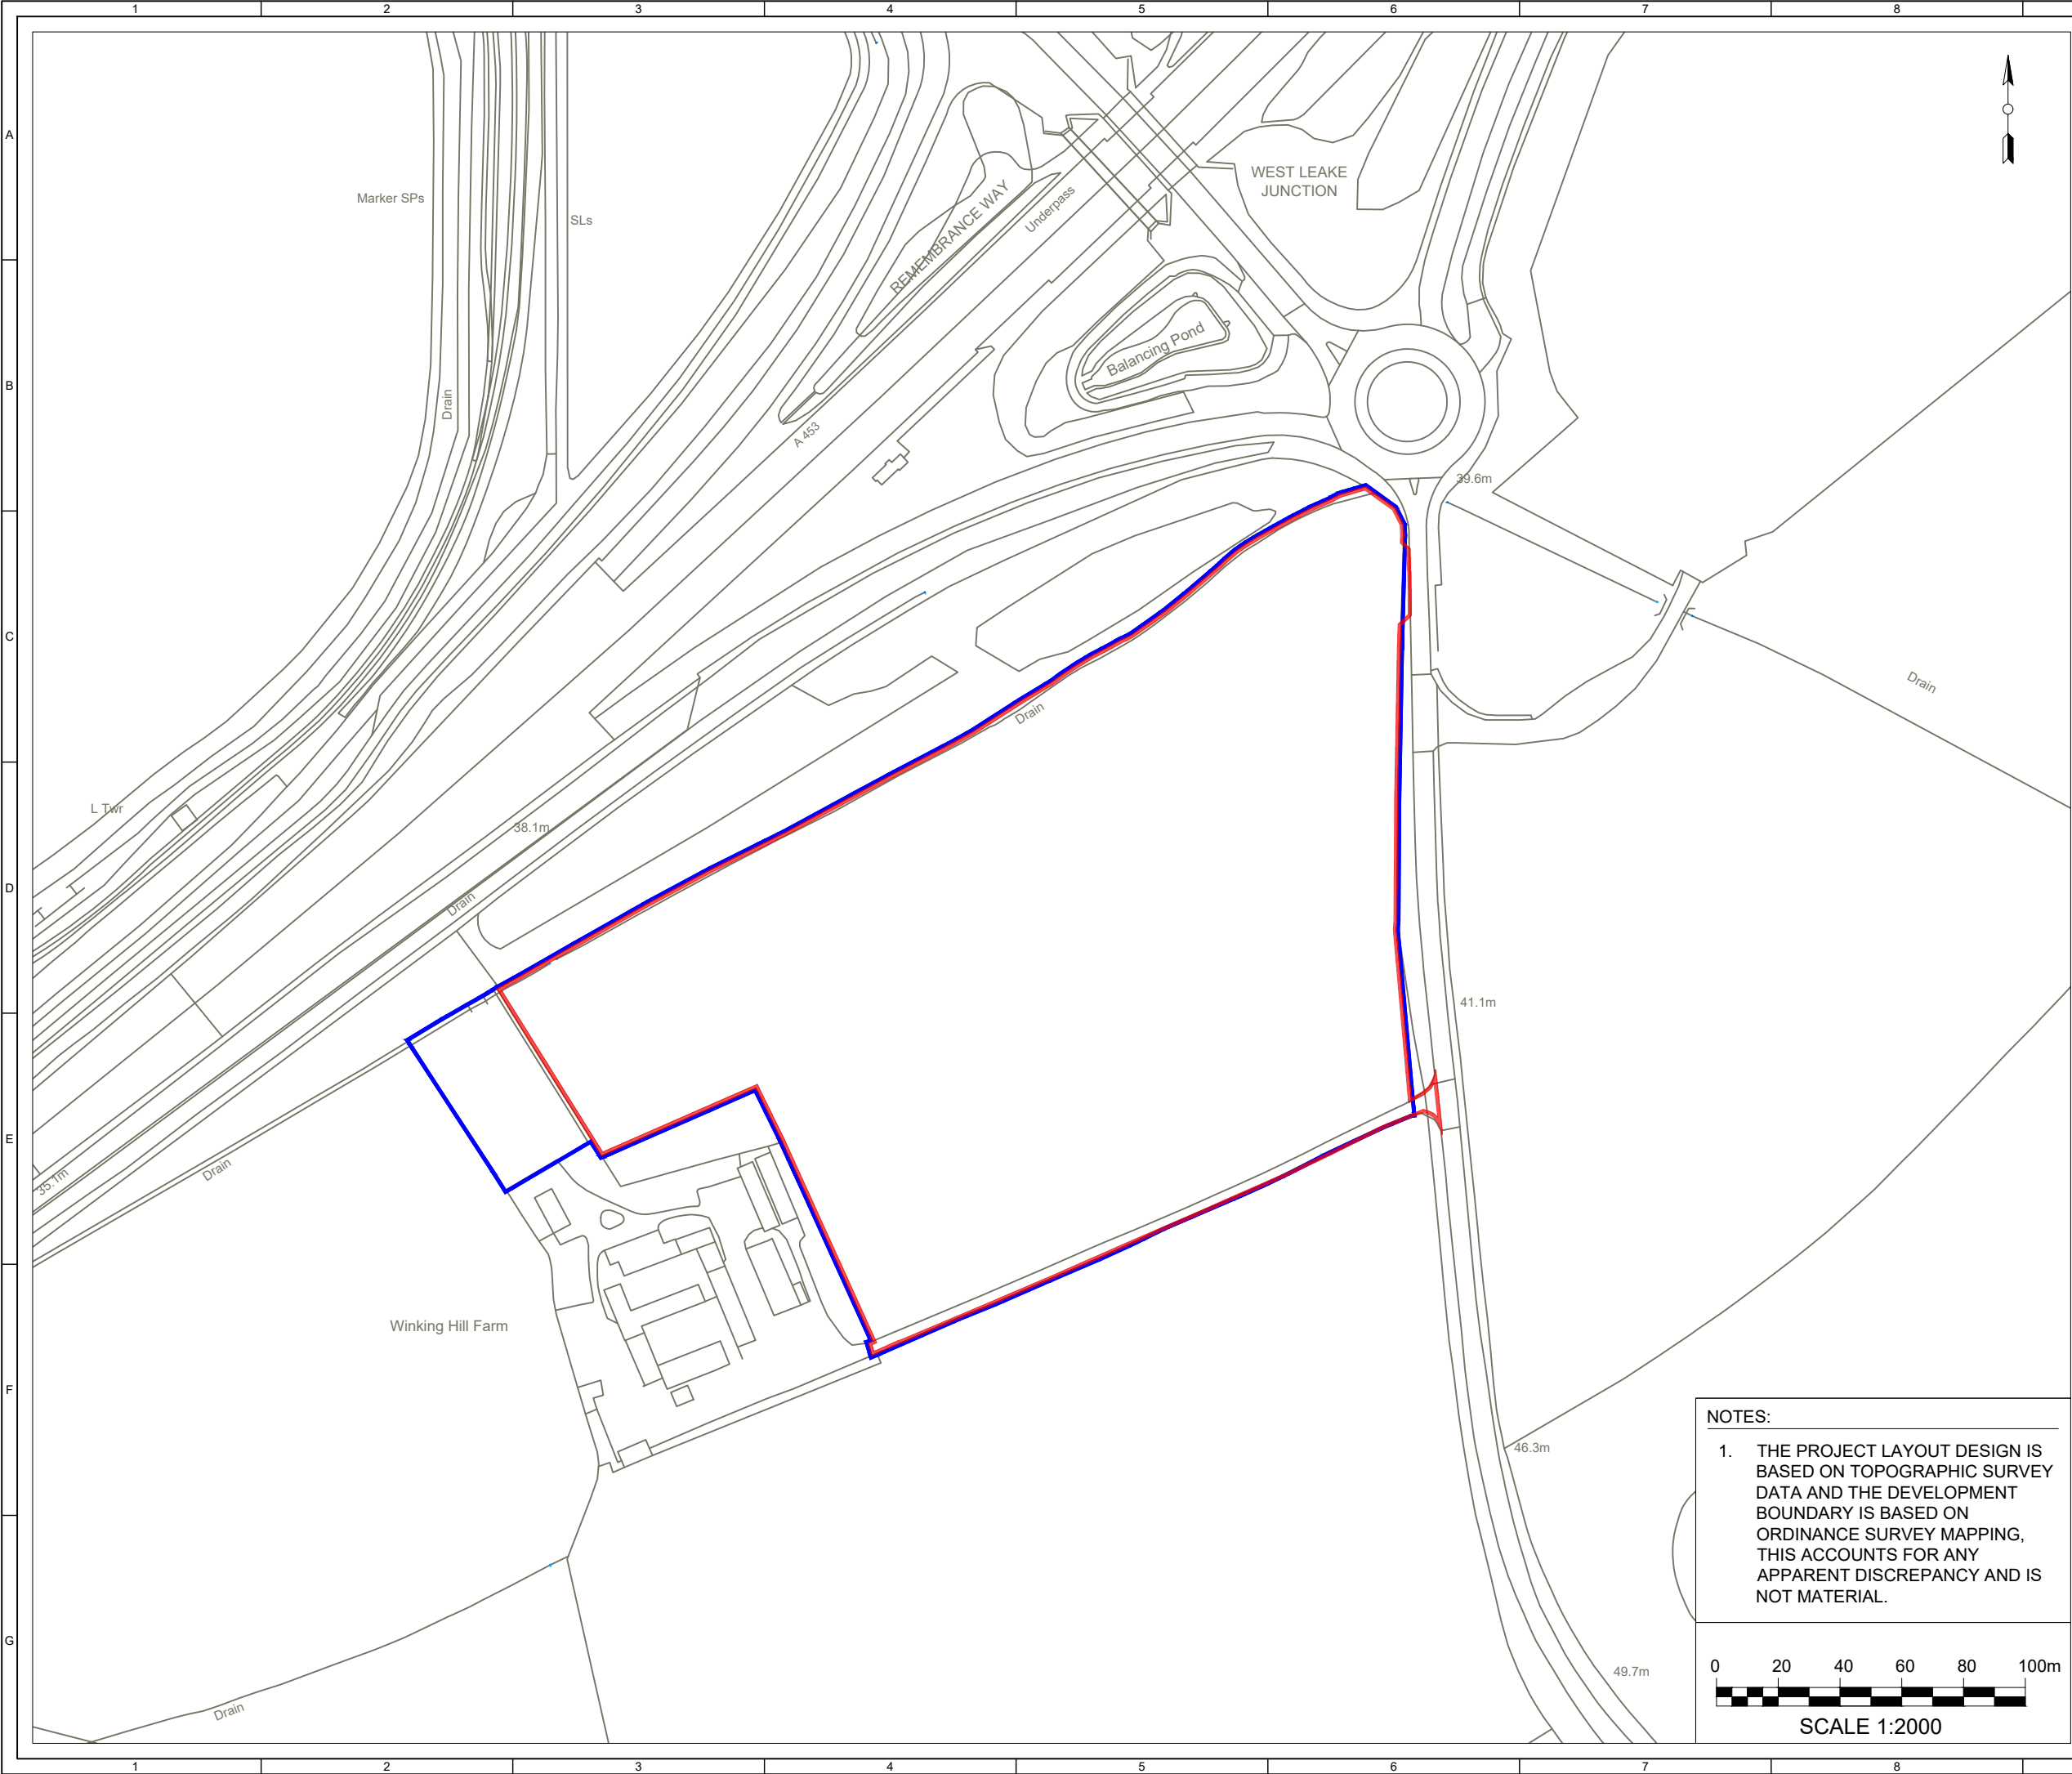 1 2 3 4 5 6 7 8
A
B
C
D
E
F
G
Marker SPs
SLs
REMEMBRANCE WAY
Underpass
WEST LEAKE
JUNCTION
Balancing Pond
Drain
A 453
39.6m
Drain
Drain
L Twr
38.1m
Drain
41.1m
35.1m
Drain
Winking Hill Farm
46.3m
49.7m
Drain
NOTES:
1. THE PROJECT LAYOUT DESIGN IS
BASED ON TOPOGRAPHIC SURVEY
DATA AND THE DEVELOPMENT
BOUNDARY IS BASED ON
ORDINANCE SURVEY MAPPING,
THIS ACCOUNTS FOR ANY
APPARENT DISCREPANCY AND IS
NOT MATERIAL.
0 20 40 60 80 100m
SCALE 1:2000
1 2 3 4 5 6 7 8